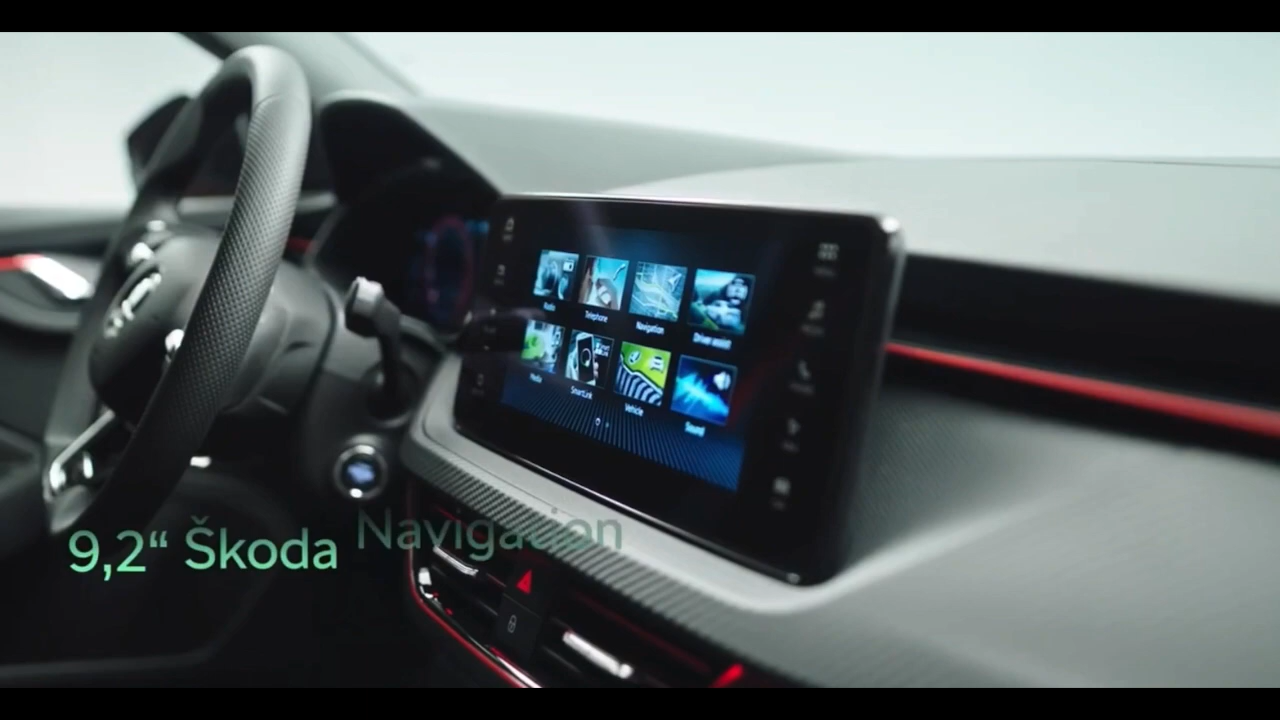 Radio Telephone Navigation Driver assist
Media SmartLink Vehicle Sound
9,2“ Škoda Navigation